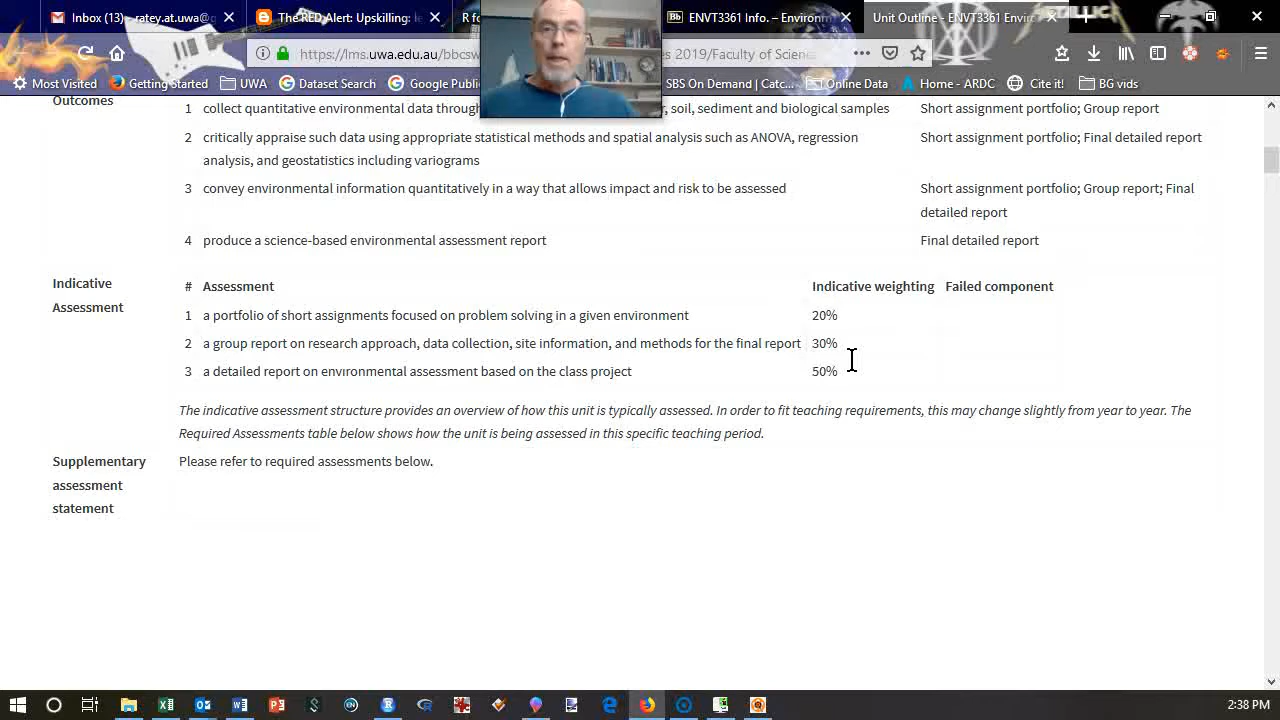 Inbox (13) - ratey.at.uwa@g
The RED Alert: Upskilling: l
R fo
Bb ENVT3361 Info. – Environm
Unit Outline - ENVT3361 Envir
https://lms.uwa.edu.au/bbcsw
es 2019/Faculty of Scienc
Most Visited
Getting Started
UWA
Dataset Search
Google Publi
SBS On Demand | Catc...
Online Data
Home - ARDC
Cite it!
BG vids
Outcomes
1 collect quantitative environmental data through r, soil, sediment and biological samples Short assignment portfolio; Group report
2 critically appraise such data using appropriate statistical methods and spatial analysis such as ANOVA, regression Short assignment portfolio; Final detailed report
analysis, and geostatistics including variograms
3 convey environmental information quantitatively in a way that allows impact and risk to be assessed Short assignment portfolio; Group report; Final
detailed report
4 produce a science-based environmental assessment report Final detailed report
Indicative
Assessment
# Assessment Indicative weighting Failed component
1 a portfolio of short assignments focused on problem solving in a given environment 20%
2 a group report on research approach, data collection, site information, and methods for the final report 30%
3 a detailed report on environmental assessment based on the class project 50%
The indicative assessment structure provides an overview of how this unit is typically assessed. In order to fit teaching requirements, this may change slightly from year to year. The
Required Assessments table below shows how the unit is being assessed in this specific teaching period.
Supplementary
assessment
statement
Please refer to required assessments below.
2:38 PM